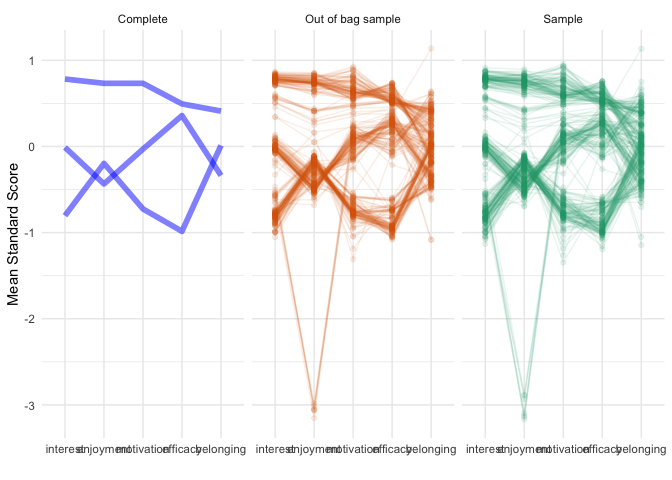 Complete
Out of bag sample
Sample
Mean Standard Score
1
0
-1
-2
-3
interest enjoyment motivation efficacy belonging
interest enjoyment motivation efficacy belonging
interest enjoyment motivation efficacy belonging